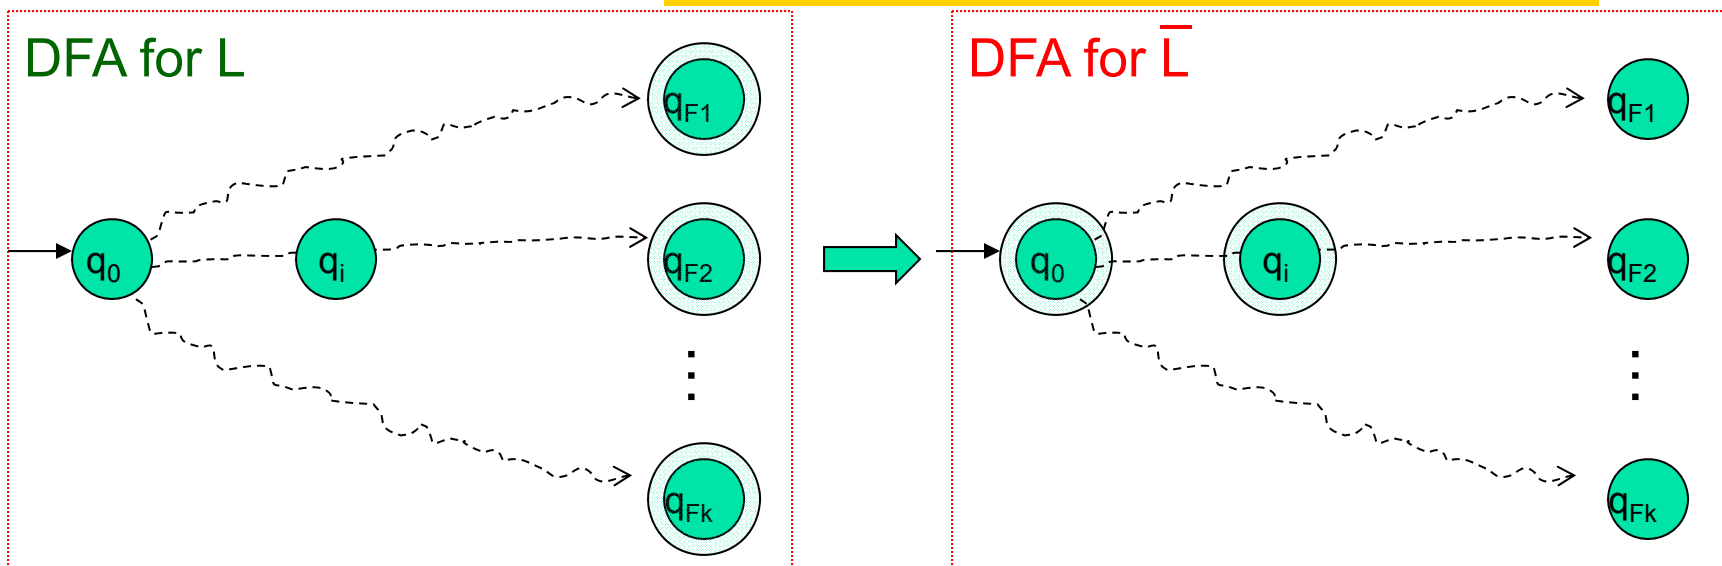 DFA for L
q0
qi
qF1
qF2
⋮
qFk
DFA for L̅
q0
qi
qF1
qF2
⋮
qFk